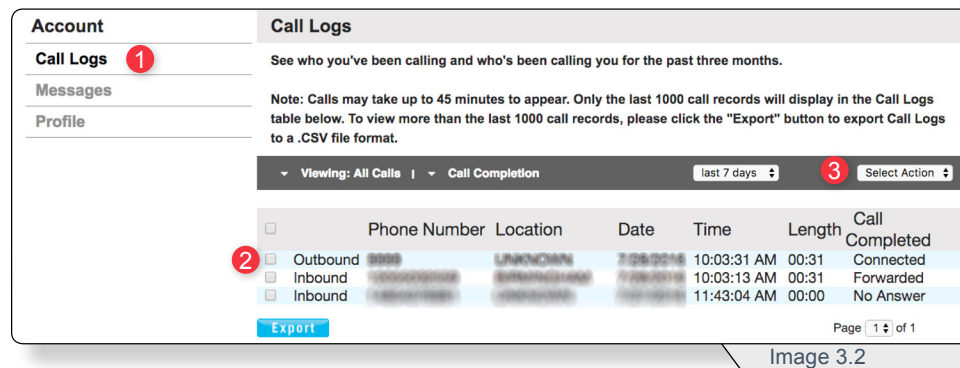 Account
Call Logs 1
Messages
Profile
Call Logs
See who you've been calling and who's been calling you for the past three months.
Note: Calls may take up to 45 minutes to appear. Only the last 1000 call records will display in the Call Logs
table below. To view more than the last 1000 call records, please click the "Export" button to export Call Logs
to a .CSV file format.
Viewing: All Calls | Call Completion last 7 days 3 Select Action
Phone Number Location Date Time Length Call Completed
2 Outbound 10:03:31 AM 00:31 Connected
Inbound 10:03:13 AM 00:31 Forwarded
Inbound 11:43:04 AM 00:00 No Answer
Export Page 1 of 1
Image 3.2